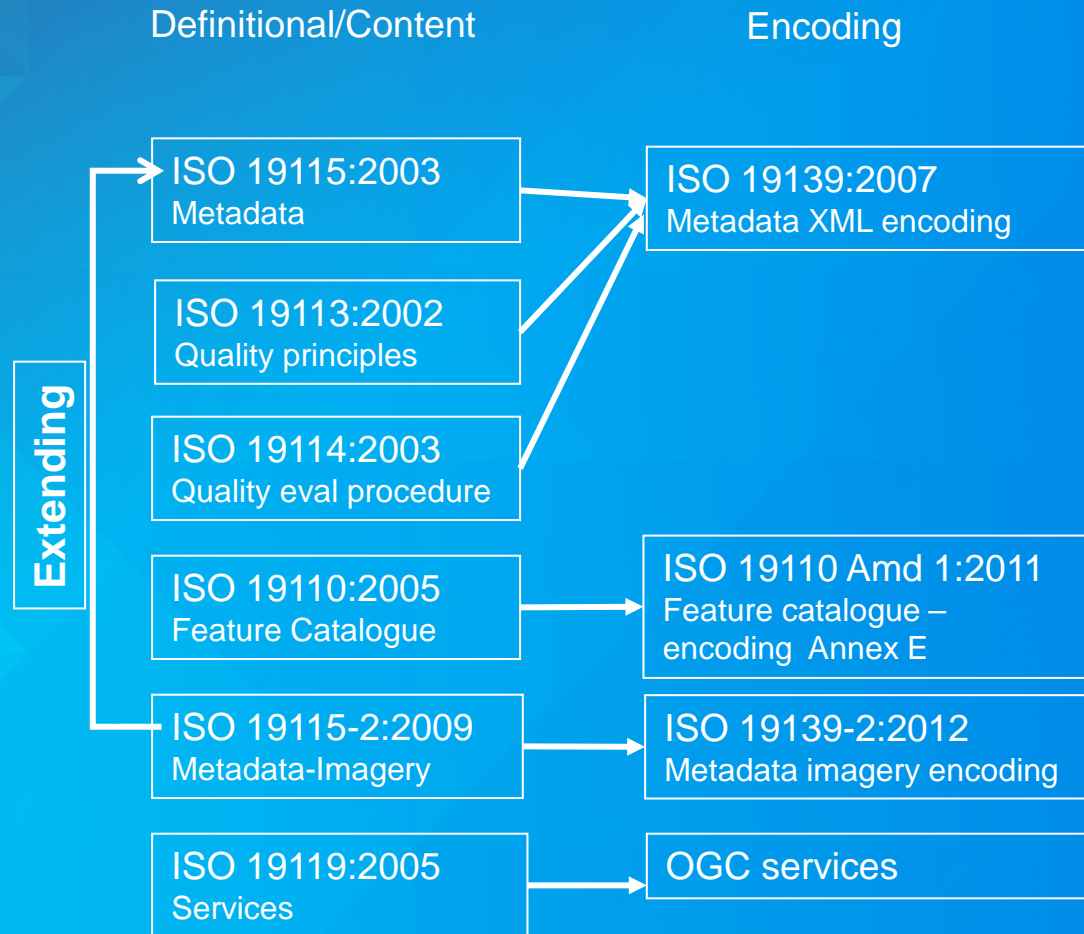 Definitional/Content
Encoding
ISO 19115:2003
Metadata
ISO 19139:2007
Metadata XML encoding
ISO 19113:2002
Quality principles
Extending
ISO 19114:2003
Quality eval procedure
ISO 19110:2005
Feature Catalogue
ISO 19110 Amd 1:2011
Feature catalogue –
encoding  Annex E
ISO 19115-2:2009
Metadata-Imagery
ISO 19139-2:2012
Metadata imagery encoding
ISO 19119:2005
Services
OGC services